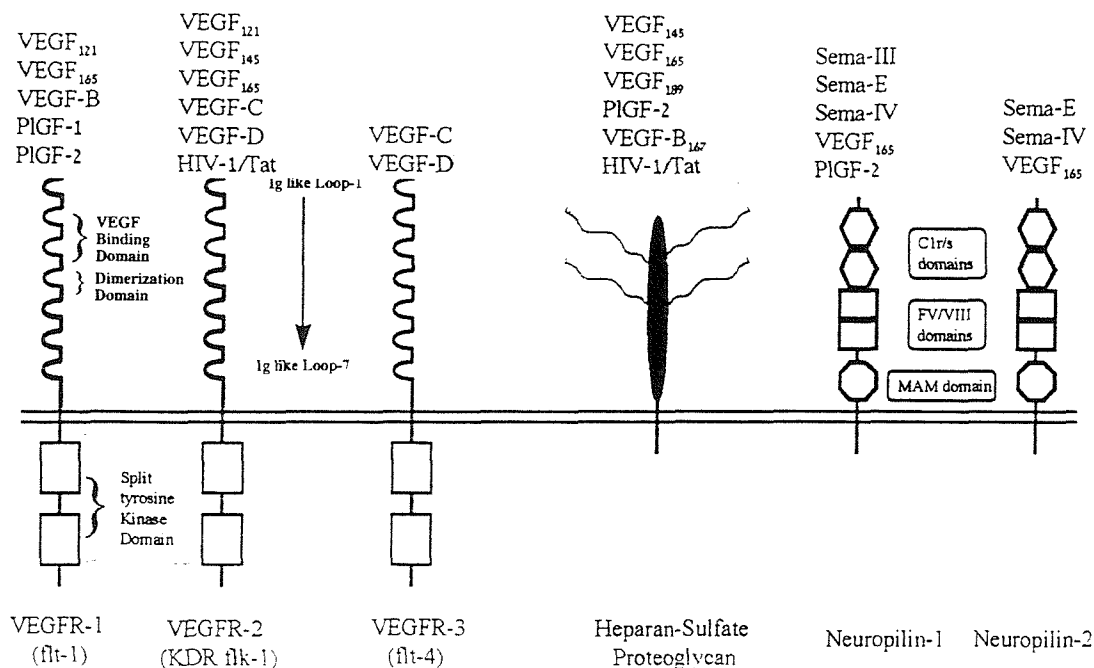 VEGF121
VEGF165
VEGF-B
PlGF-1
PlGF-2
VEGF121
VEGF145
VEGF165
VEGF-C
VEGF-D
HIV-1/Tat
VEGF-C
VEGF-D
VEGF145
VEGF165
VEGF189
PlGF-2
VEGF-B167
HIV-1/Tat
Sema-III
Sema-E
Sema-IV
VEGF165
PlGF-2
Sema-E
Sema-IV
VEGF165
VEGF
Binding
Domain
Dimerization
Domain
Ig like Loop-1
Ig like Loop-7
C1r/s
domains
FV/VIII
domains
MAM domain
Split
tyrosine
Kinase
Domain
VEGFR-1
(flt-1)
VEGFR-2
(KDR flk-1)
VEGFR-3
(flt-4)
Heparan-Sulfate
Proteoglycan
Neuropilin-1
Neuropilin-2